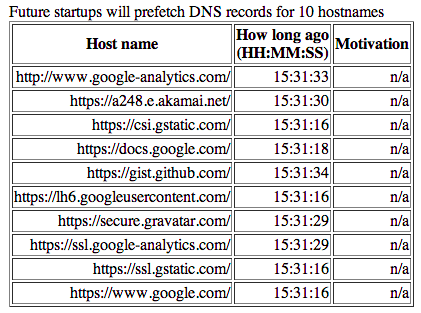 Future startups will prefetch DNS records for 10 hostnames
Host name How long ago (HH:MM:SS) Motivation
http://www.google-analytics.com/ 15:31:33 n/a
https://a248.e.akamai.net/ 15:31:30 n/a
https://csi.gstatic.com/ 15:31:16 n/a
https://docs.google.com/ 15:31:18 n/a
https://gist.github.com/ 15:31:34 n/a
https://lh6.googleusercontent.com/ 15:31:16 n/a
https://secure.gravatar.com/ 15:31:29 n/a
https://ssl.google-analytics.com/ 15:31:29 n/a
https://ssl.gstatic.com/ 15:31:16 n/a
https://www.google.com/ 15:31:16 n/a